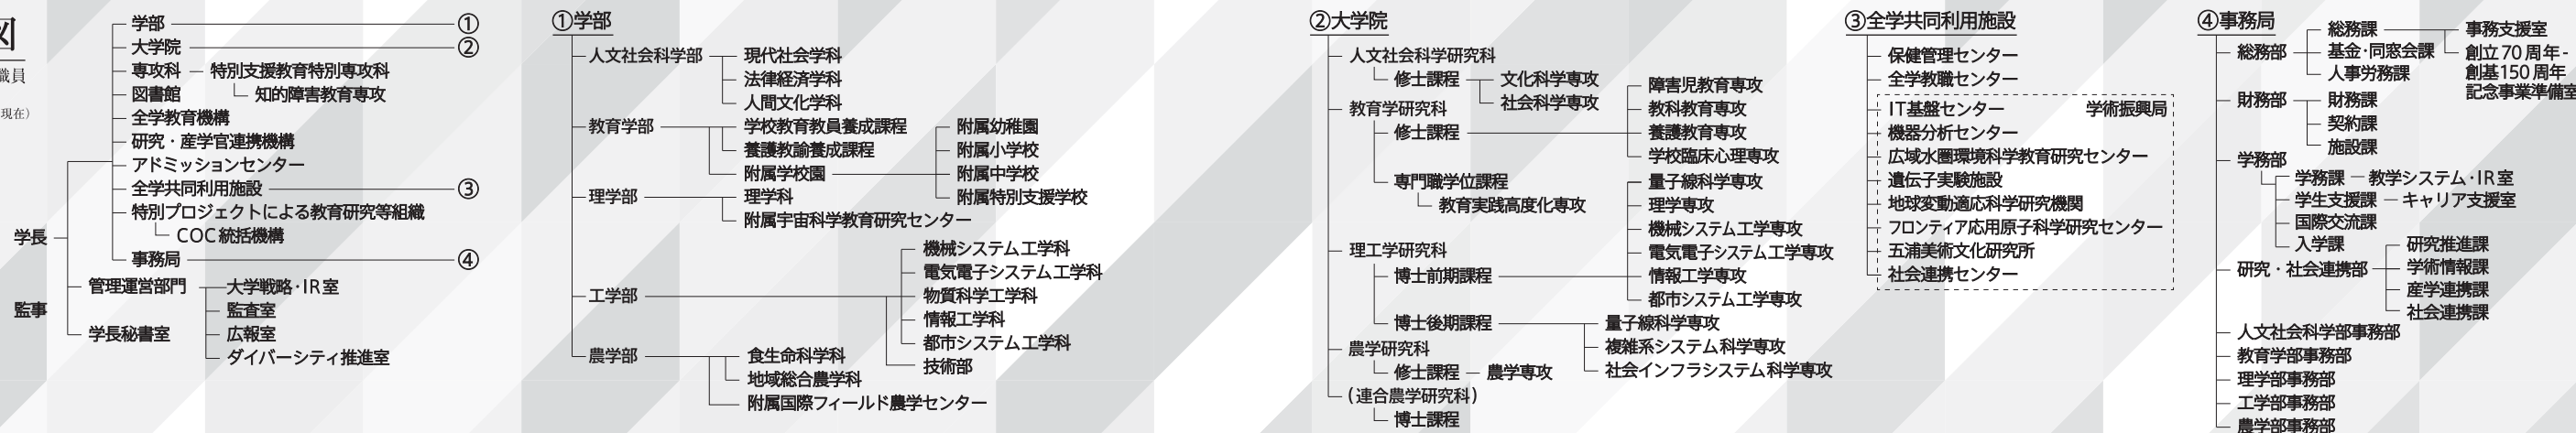 図
職員
現在）
学長
監事
学部 ①
大学院 ②
専攻科 特別支援教育特別専攻科
図書館 知的障害教育専攻
全学教育機構
研究・産学官連携機構
アドミッションセンター
全学共同利用施設 ③
特別プロジェクトによる教育研究等組織
COC統括機構
事務局 ④
管理運営部門 大学戦略・IR室
監査室
学長秘書室 広報室
ダイバーシティ推進室
①学部
人文社会科学部 現代社会学科
法律経済学科
人間文化学科
教育学部 学校教育教員養成課程 附属幼稚園
養護教諭養成課程 附属小学校
附属学校園 附属中学校
理学部 理学科 附属特別支援学校
附属宇宙科学教育研究センター
機械システム工学科
電気電子システム工学科
工学部 物質科学工学科
情報工学科
都市システム工学科
農学部 食生命科学科 技術部
地域総合農学科
附属国際フィールド農学センター
②大学院
人文社会科学研究科
修士課程 文化科学専攻
社会科学専攻
教育学研究科
修士課程
障害児教育専攻
教科教育専攻
養護教育専攻
学校臨床心理専攻
専門職学位課程
教育実践高度化専攻
理工学研究科
博士前期課程
量子線科学専攻
理学専攻
機械システム工学専攻
電気電子システム工学専攻
情報工学専攻
都市システム工学専攻
博士後期課程 量子線科学専攻
複雑系システム科学専攻
社会インフラシステム科学専攻
農学研究科
修士課程 農学専攻
（連合農学研究科）
博士課程
③全学共同利用施設
保健管理センター
全学教職センター
IT基盤センター 学術振興局
機器分析センター
広域水圏環境科学教育研究センター
遺伝子実験施設
地球変動適応科学研究機関
フロンティア応用原子科学研究センター
五浦美術文化研究所
社会連携センター
④事務局
総務部
総務課 事務支援室
基金・同窓会課 創立70周年-
人事労務課 創基150周年
記念事業準備室
財務部 財務課
契約課
施設課
学務部
学務課 教学システム・IR室
学生支援課 キャリア支援室
国際交流課
入学課
研究・社会連携部
研究推進課
学術情報課
産学連携課
社会連携課
人文社会科学部事務部
教育学部事務部
理学部事務部
工学部事務部
農学部事務部